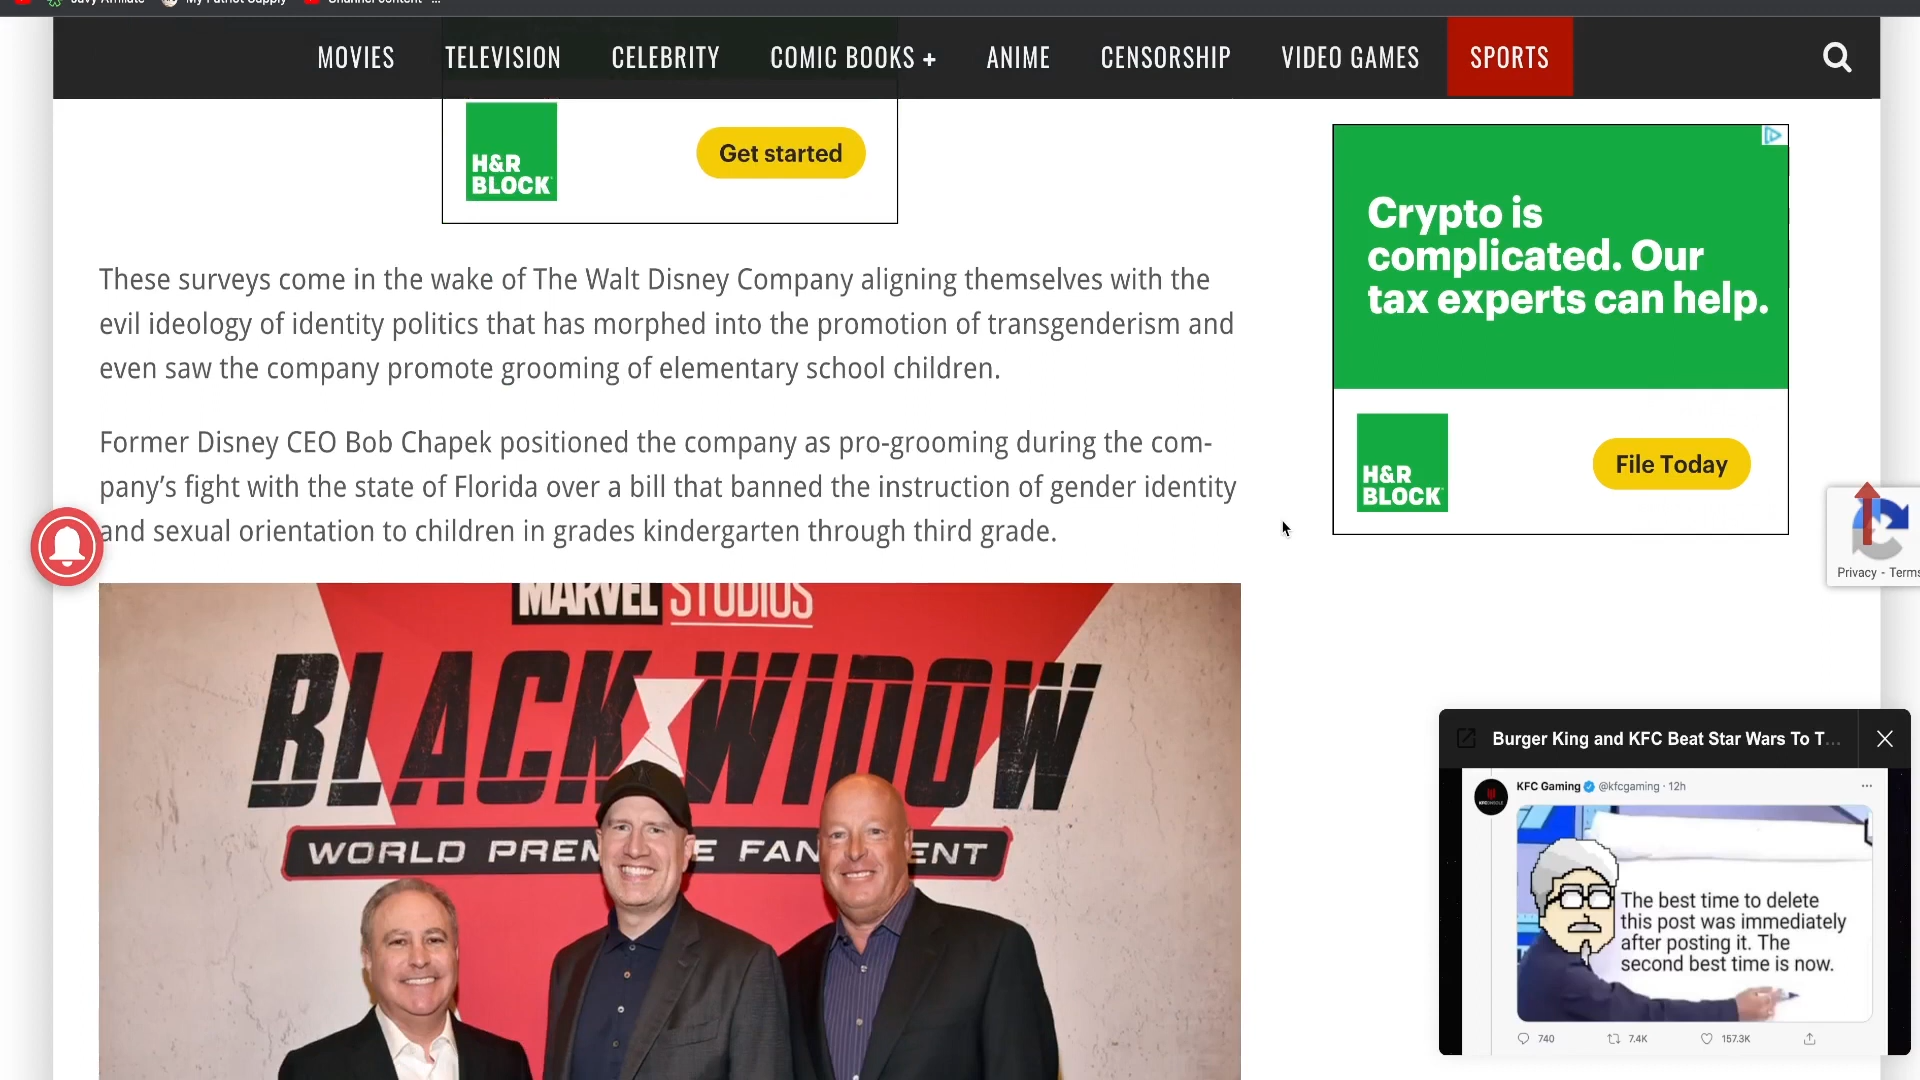 Savy Affiliate
My Patriot Supply
Channel content - ...
MOVIES
TELEVISION
CELEBRITY
COMIC BOOKS +
ANIME
CENSORSHIP
VIDEO GAMES
SPORTS
H&R
BLOCK
Get started
Crypto is
complicated. Our
tax experts can help.
H&R
BLOCK
File Today
These surveys come in the wake of The Walt Disney Company aligning themselves with the
evil ideology of identity politics that has morphed into the promotion of transgenderism and
even saw the company promote grooming of elementary school children.
Former Disney CEO Bob Chapek positioned the company as pro-grooming during the com-
pany’s fight with the state of Florida over a bill that banned the instruction of gender identity
and sexual orientation to children in grades kindergarten through third grade.
Privacy - Terms
MARVEL STUDIOS
BLACK WIDOW
WORLD PREM E FAN ENT
Burger King and KFC Beat Star Wars To T...
KFC Gaming @kfcgaming · 12h
The best time to delete
this post was immediately
after posting it. The
second best time is now.
740
7.4K
157.3K